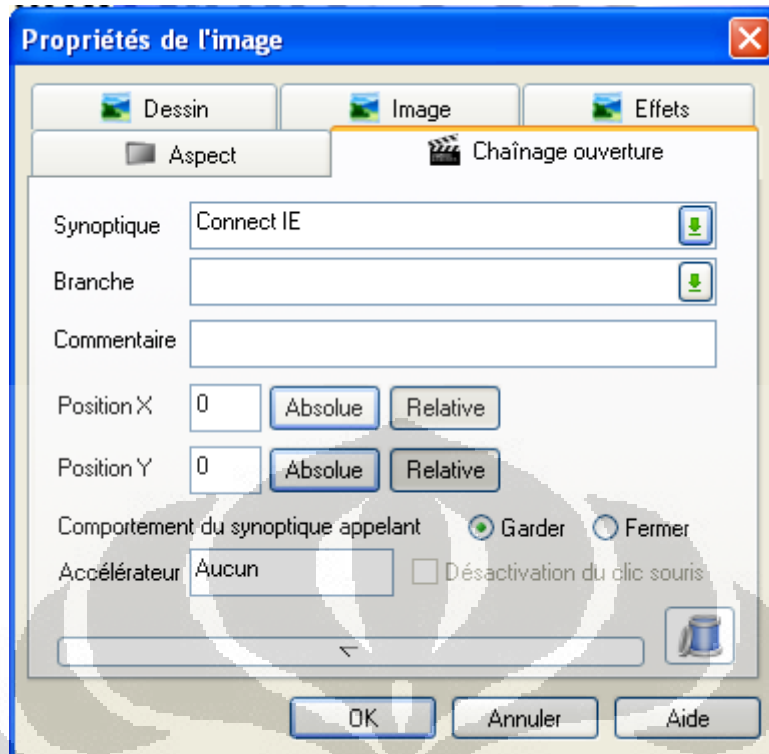 Propriétés de l'image
Dessin Image Effets
Aspect Chaînage ouverture
Synoptique Connect IE
Branche
Commentaire
Position X 0 Absolue Relative
Position Y 0 Absolue Relative
Comportement du synoptique appelant Garder Fermer
Accélérateur Aucun Désactivation du clic souris
OK Annuler Aide